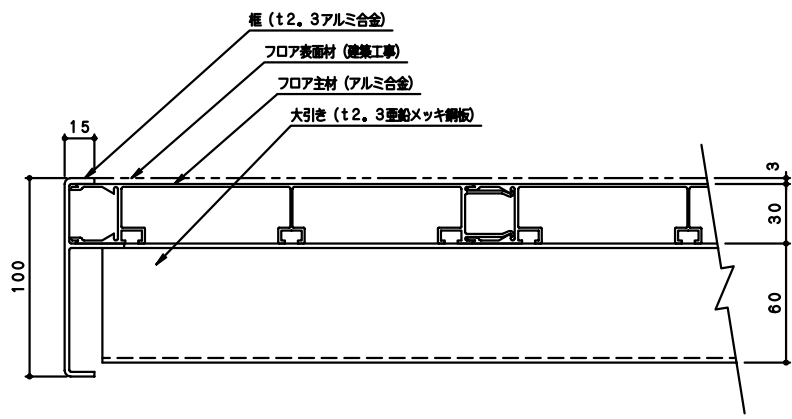 框（t2。3アルミ合金）
フロア表面材（建築工事）
フロア主材（アルミ合金）
大引き（t2。3亜鉛メッキ鋼板）
15
3
30
100
60